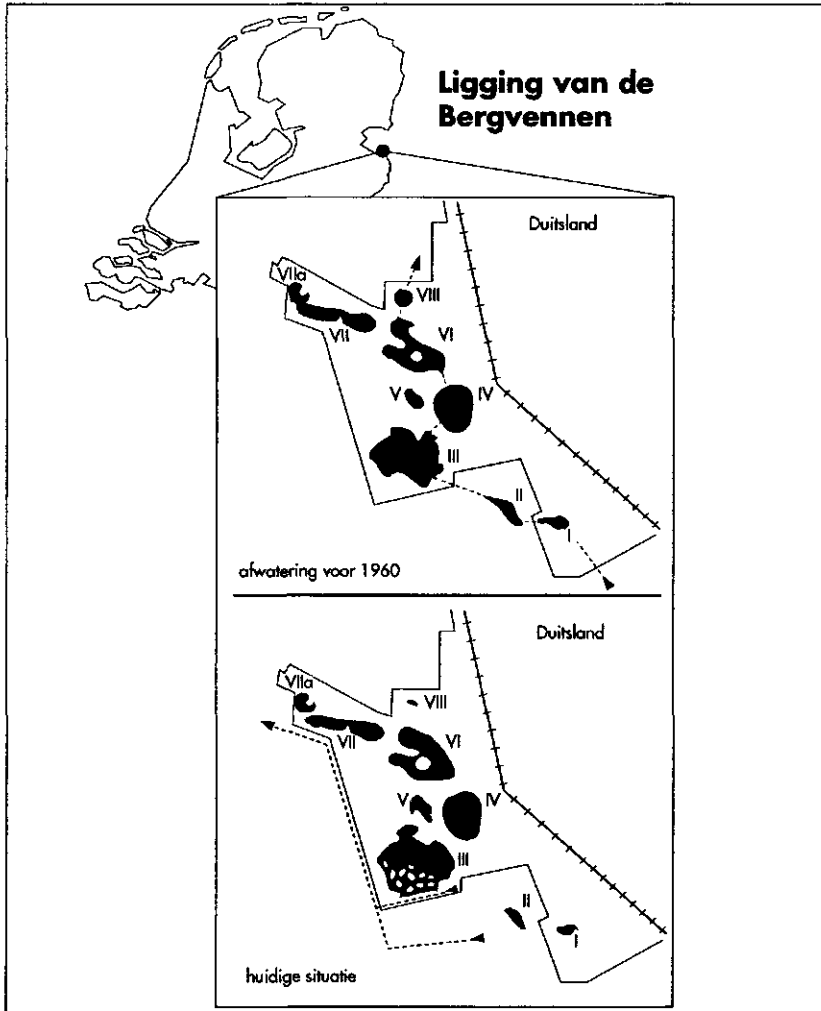 Ligging van de
Bergvennen
Duitsland
VIIa
VIII
VII
VI
V
IV
III
II
I
afwatering voor 1960
Duitsland
VIIa
VIII
VII
VI
V
IV
III
II
I
huidige situatie